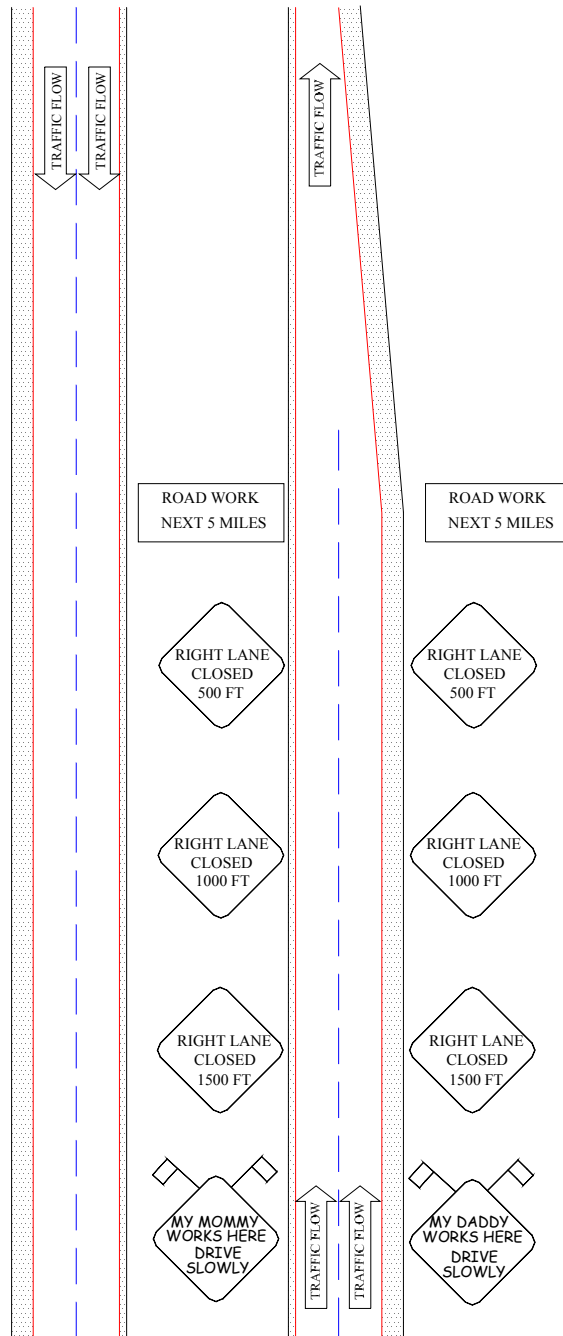 TRAFFIC FLOW
TRAFFIC FLOW
TRAFFIC FLOW
ROAD WORK
NEXT 5 MILES
ROAD WORK
NEXT 5 MILES
RIGHT LANE
CLOSED
500 FT
RIGHT LANE
CLOSED
500 FT
RIGHT LANE
CLOSED
1000 FT
RIGHT LANE
CLOSED
1000 FT
RIGHT LANE
CLOSED
1500 FT
RIGHT LANE
CLOSED
1500 FT
MY MOMMY
WORKS HERE
DRIVE
SLOWLY
TRAFFIC FLOW
TRAFFIC FLOW
MY DADDY
WORKS HERE
DRIVE
SLOWLY